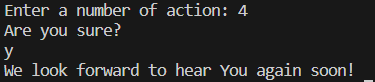 Enter a number of action: 4
Are you sure?
y
We look forward to hear You again soon!